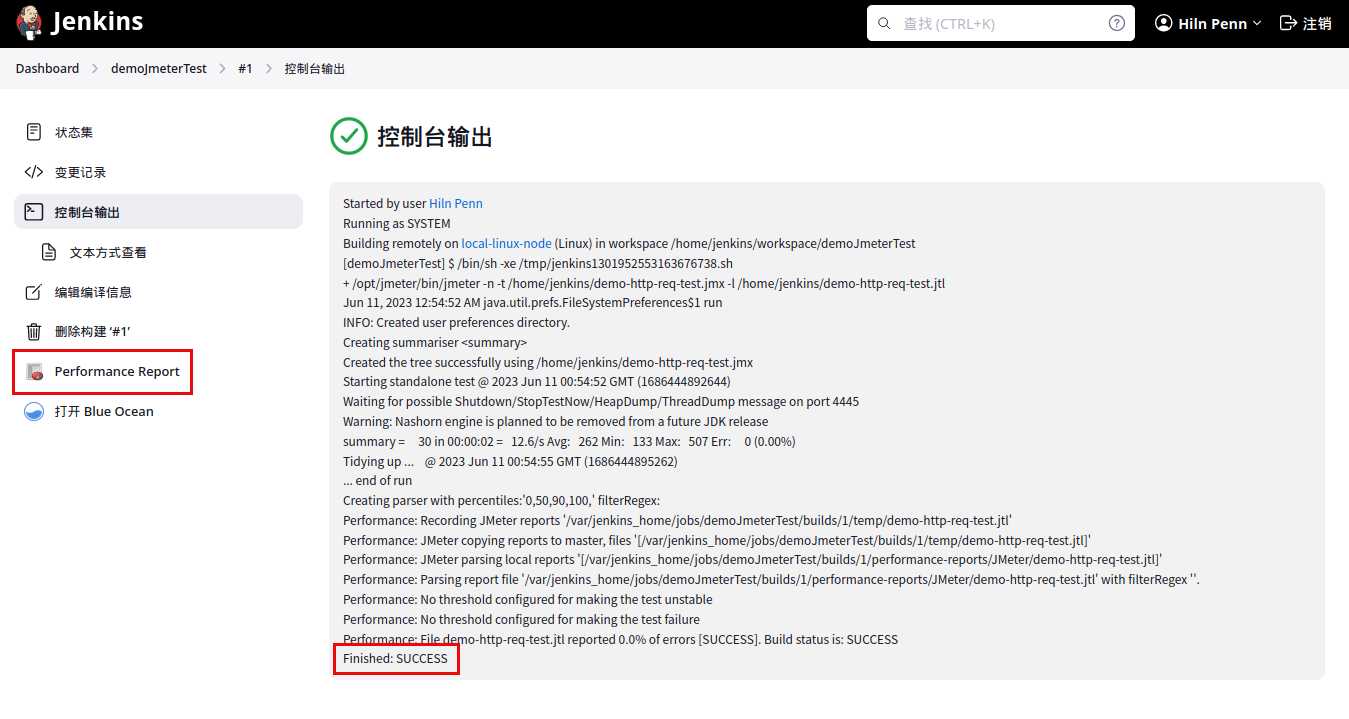 Jenkins
查找 (CTRL+K)
Hiln Penn
注销
Dashboard
demoJmeterTest
#1
控制台输出
状态集
变更记录
控制台输出
文本方式查看
编辑编译信息
删除构建 ‘#1’
Performance Report
打开 Blue Ocean
控制台输出
Started by user Hiln Penn
Running as SYSTEM
Building remotely on local-linux-node (Linux) in workspace /home/jenkins/workspace/demoJmeterTest
[demoJmeterTest] $ /bin/sh -xe /tmp/jenkins1301952553163676738.sh
+ /opt/jmeter/bin/jmeter -n -t /home/jenkins/demo-http-req-test.jmx -l /home/jenkins/demo-http-req-test.jtl
Jun 11, 2023 12:54:52 AM java.util.prefs.FileSystemPreferences$1 run
INFO: Created user preferences directory.
Creating summariser <summary>
Created the tree successfully using /home/jenkins/demo-http-req-test.jmx
Starting standalone test @ 2023 Jun 11 00:54:52 GMT (1686444892644)
Waiting for possible Shutdown/StopTestNow/HeapDump/ThreadDump message on port 4445
Warning: Nashorn engine is planned to be removed from a future JDK release
summary =     30 in 00:00:02 =   12.6/s Avg:   262 Min:   133 Max:   507 Err:     0 (0.00%)
Tidying up ...    @ 2023 Jun 11 00:54:55 GMT (1686444895262)
... end of run
Creating parser with percentiles:'0,50,90,100,' filterRegex:
Performance: Recording JMeter reports '/var/jenkins_home/jobs/demoJmeterTest/builds/1/temp/demo-http-req-test.jtl'
Performance: JMeter copying reports to master, files '[/var/jenkins_home/jobs/demoJmeterTest/builds/1/temp/demo-http-req-test.jtl]'
Performance: JMeter parsing local reports '[/var/jenkins_home/jobs/demoJmeterTest/builds/1/performance-reports/JMeter/demo-http-req-test.jtl]'
Performance: Parsing report file '/var/jenkins_home/jobs/demoJmeterTest/builds/1/performance-reports/JMeter/demo-http-req-test.jtl' with filterRegex ''.
Performance: No threshold configured for making the test unstable
Performance: No threshold configured for making the test failure
Performance: File demo-http-req-test.jtl reported 0.0% of errors [SUCCESS]. Build status is: SUCCESS
Finished: SUCCESS